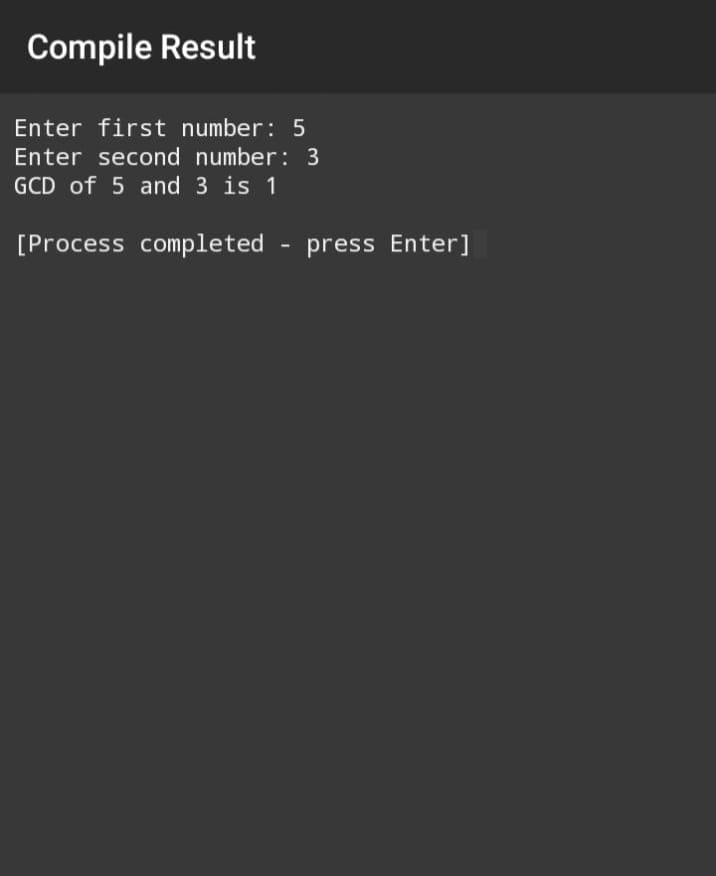 Compile Result
Enter first number: 5
Enter second number: 3
GCD of 5 and 3 is 1
[Process completed - press Enter]